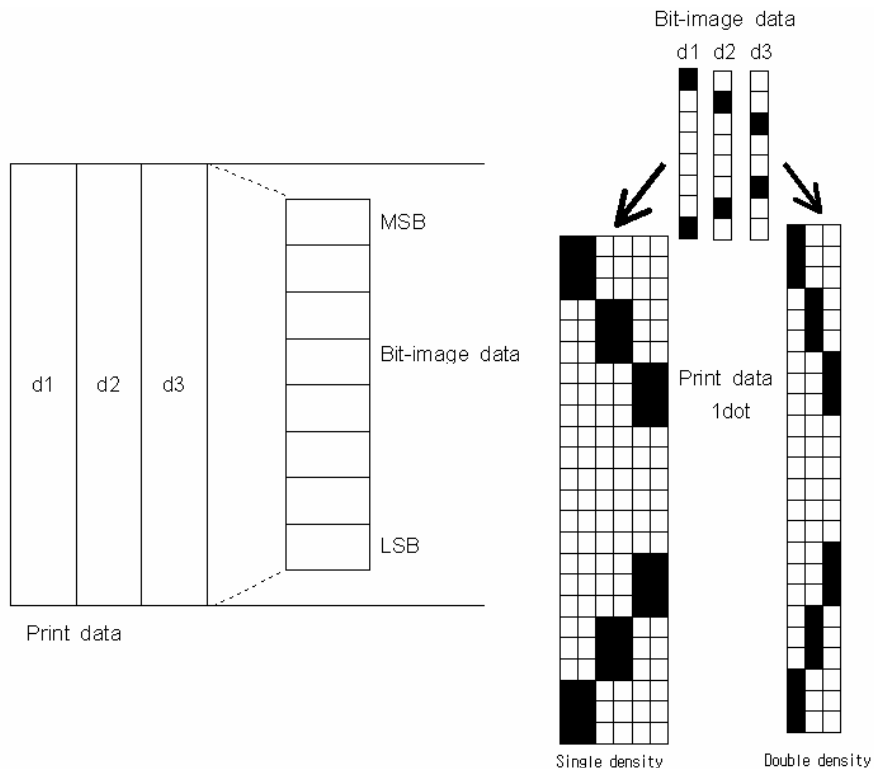 Bit-image data
d1 d2 d3
MSB
Bit-image data
d1 d2 d3
LSB
Print data
Print data
1dot
Single density
Double density